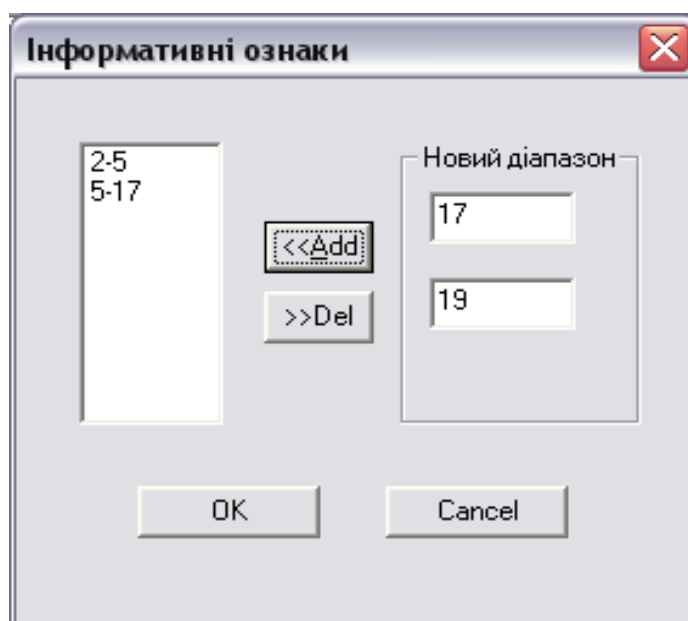 Інформативні ознаки
2-5
5-17
<<Add
>>Del
Новий діапазон
17
19
OK
Cancel